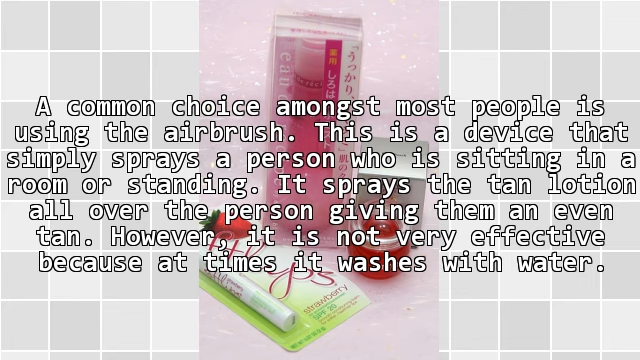 A common choice amongst most people is
using the airbrush. This is a device that
simply sprays a person who is sitting in a
room or standing. It sprays the tan lotion
all over the person giving them an even
tan. However, it is not very effective
because at times it washes with water.
strawberry
SPF 20